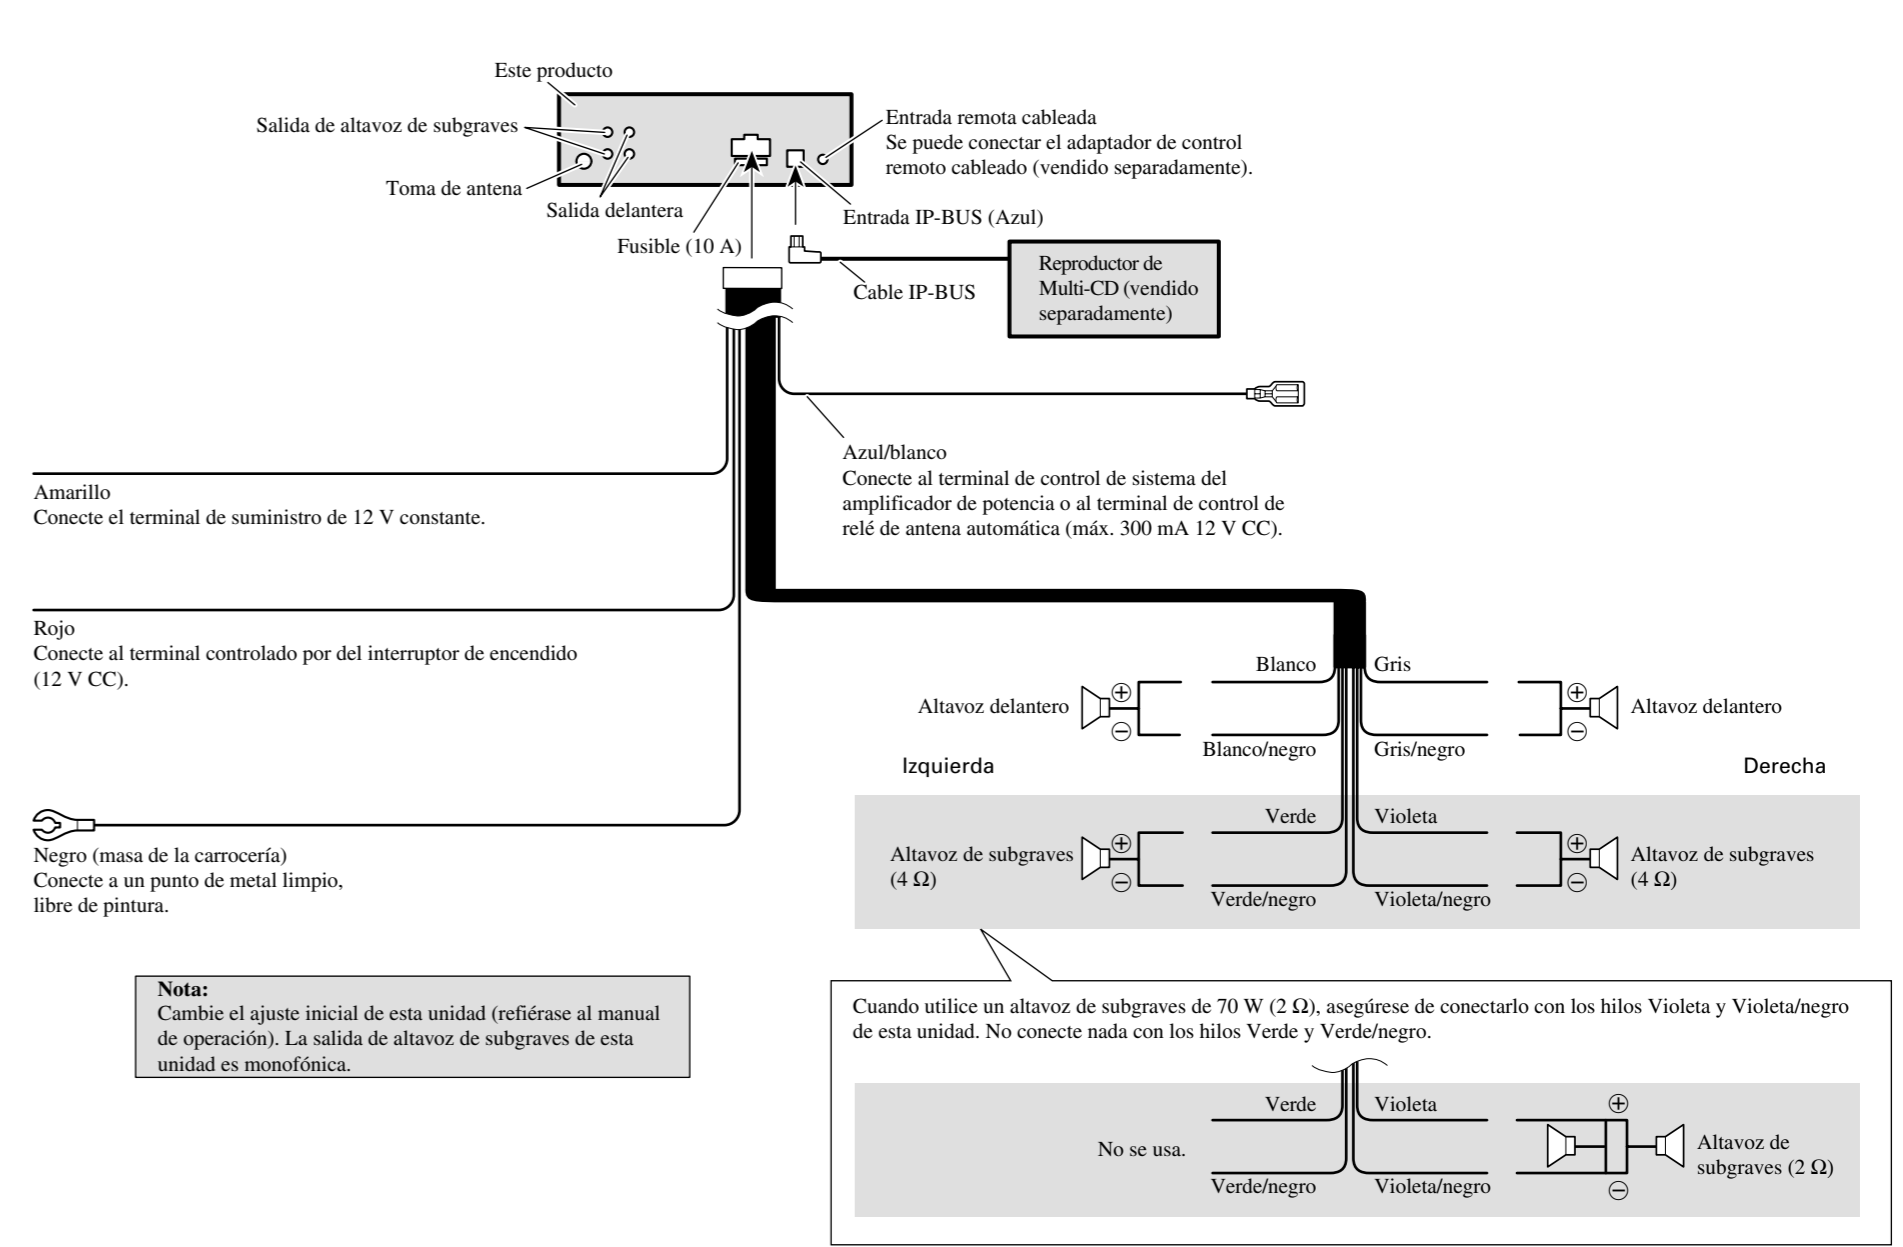 Este producto
Salida de altavoz de subgraves
Toma de antena
Salida delantera
Fusible (10 A)
Entrada remota cableada
Se puede conectar el adaptador de control
remoto cableado (vendido separadamente).
Entrada IP-BUS (Azul)
Cable IP-BUS
Reproductor de
Multi-CD (vendido
separadamente)
Azul/blanco
Conecte al terminal de control de sistema del
amplificador de potencia o al terminal de control de
relé de antena automática (máx. 300 mA 12 V CC).
Amarillo
Conecte el terminal de suministro de 12 V constante.
Rojo
Conecte al terminal controlado por del interruptor de encendido
(12 V CC).
Negro (masa de la carrocería)
Conecte a un punto de metal limpio,
libre de pintura.
Nota:
Cambie el ajuste inicial de esta unidad (refiérase al manual
de operación). La salida de altavoz de subgraves de esta
unidad es monofónica.
Blanco
Gris
Altavoz delantero
+
−
+
−
Altavoz delantero
Blanco/negro
Gris/negro
Izquierda
Derecha
Verde
Violeta
Altavoz de subgraves
(4 Ω)
+
−
+
−
Altavoz de subgraves
(4 Ω)
Verde/negro
Violeta/negro
Cuando utilice un altavoz de subgraves de 70 W (2 Ω), asegúrese de conectarlo con los hilos Violeta y Violeta/negro
de esta unidad. No conecte nada con los hilos Verde y Verde/negro.
Verde
Violeta
+
No se usa.
Altavoz de
subgraves (2 Ω)
Verde/negro
Violeta/negro
−